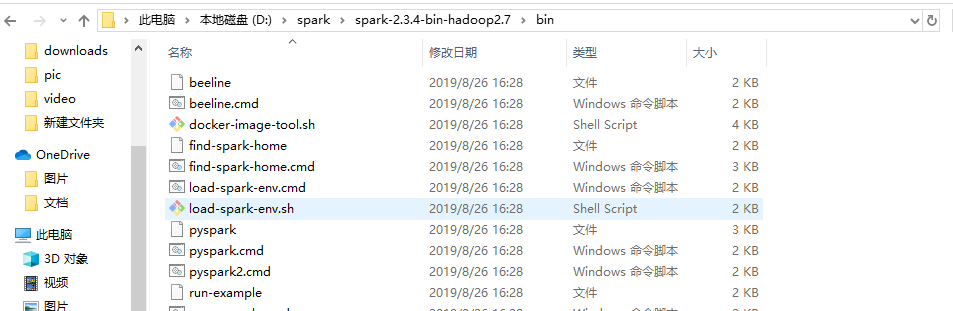 此电脑 > 本地磁盘 (D:) > spark > spark-2.3.4-bin-hadoop2.7 > bin
downloads
pic
video
新建文件夹
OneDrive
图片
文档
此电脑
3D 对象
视频
图片
名称 修改日期 类型 大小
beeline 2019/8/26 16:28 文件 2 KB
beeline.cmd 2019/8/26 16:28 Windows 命令脚本 2 KB
docker-image-tool.sh 2019/8/26 16:28 Shell Script 4 KB
find-spark-home 2019/8/26 16:28 文件 2 KB
find-spark-home.cmd 2019/8/26 16:28 Windows 命令脚本 3 KB
load-spark-env.cmd 2019/8/26 16:28 Windows 命令脚本 2 KB
load-spark-env.sh 2019/8/26 16:28 Shell Script 2 KB
pyspark 2019/8/26 16:28 文件 3 KB
pyspark.cmd 2019/8/26 16:28 Windows 命令脚本 2 KB
pyspark2.cmd 2019/8/26 16:28 Windows 命令脚本 2 KB
run-example 2019/8/26 16:28 文件 2 KB